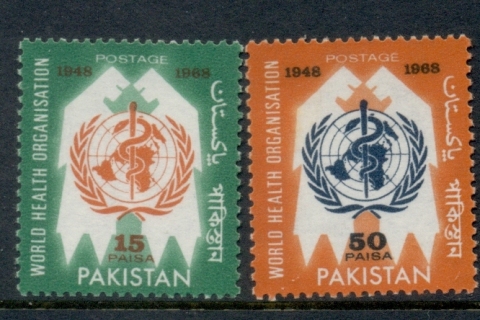 POSTAGE
1948 1968
WORLD HEALTH ORGANISATION
پاکستان
পাকিস্তান
15
PAISA
PAKISTAN
POSTAGE
1948 1968
WORLD HEALTH ORGANISATION
پاکستان
পাকিস্তান
50
PAISA
PAKISTAN